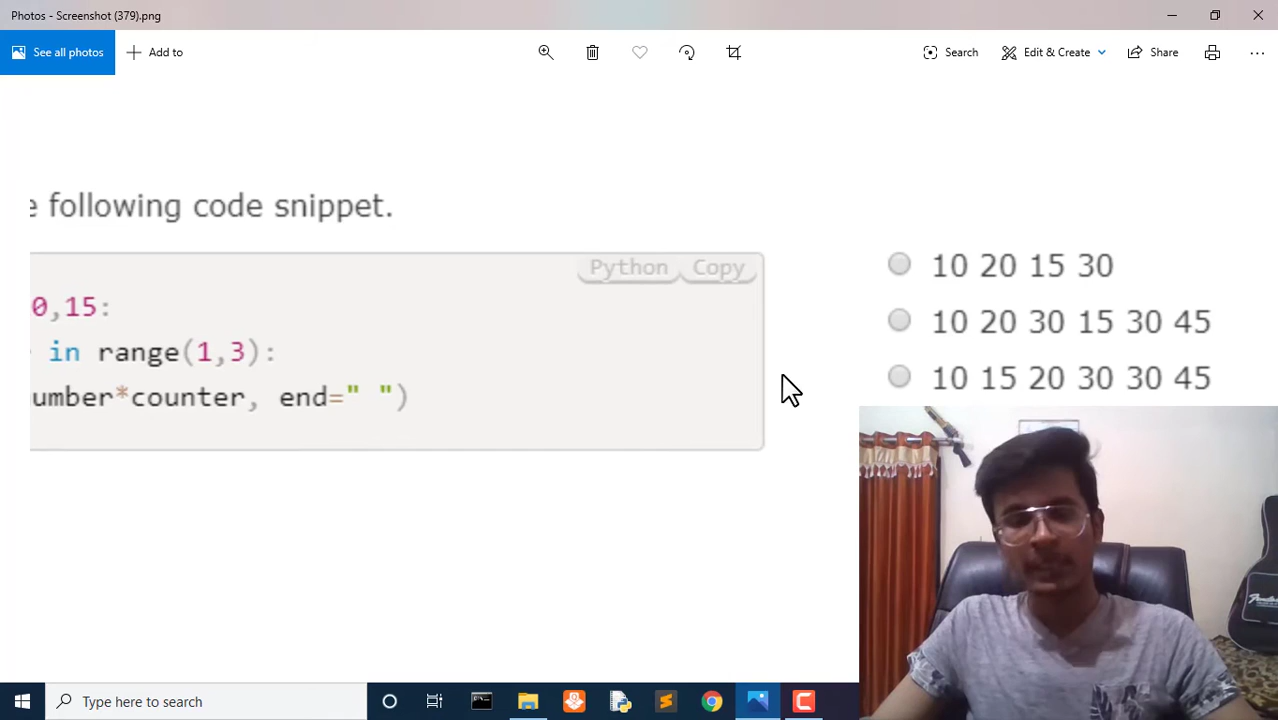 Photos - Screenshot (379).png
See all photos
Add to
Search
Edit & Create
Share
e following code snippet.
Python Copy
0,15:
in range(1,3):
umber*counter, end=" ")
10 20 15 30
10 20 30 15 30 45
10 15 20 30 30 45
Fender
Type here to search